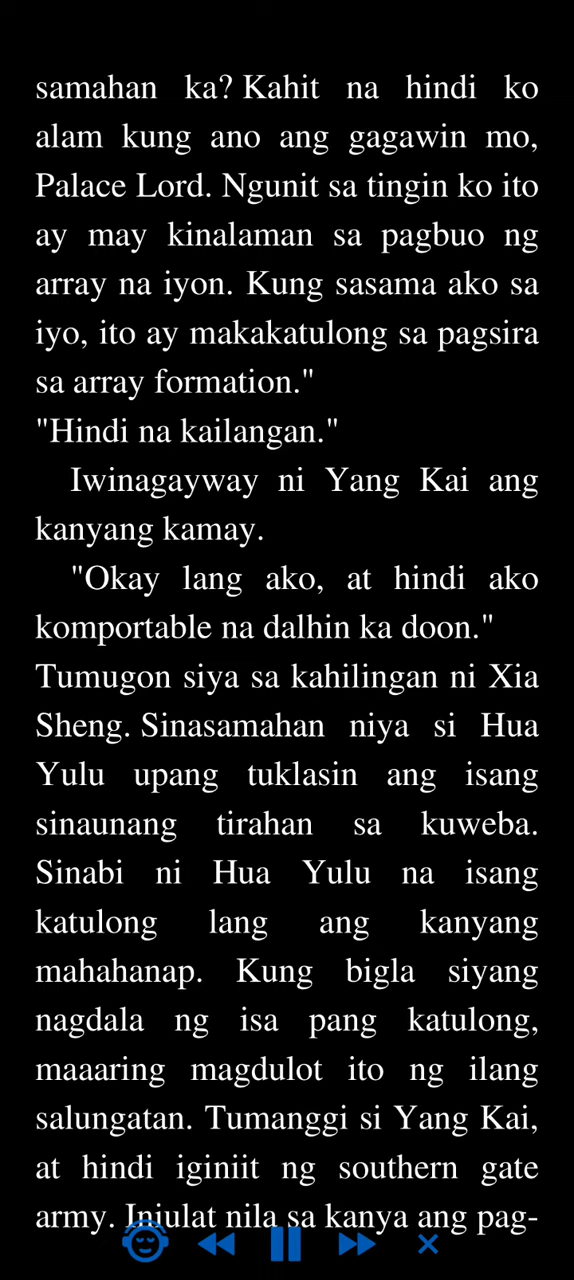 samahan ka? Kahit na hindi ko
alam kung ano ang gagawin mo,
Palace Lord. Ngunit sa tingin ko ito
ay may kinalaman sa pagbuo ng
array na iyon. Kung sasama ako sa
iyo, ito ay makakatulong sa pagsira
sa array formation."
"Hindi na kailangan."
Iwinagayway ni Yang Kai ang
kanyang kamay.
"Okay lang ako, at hindi ako
komportable na dalhin ka doon."
Tumugon siya sa kahilingan ni Xia
Sheng. Sinasamahan niya si Hua
Yulu upang tuklasin ang isang
sinaunang tirahan sa kuweba.
Sinabi ni Hua Yulu na isang
katulong lang ang kanyang
mahahanap. Kung bigla siyang
nagdala ng isa pang katulong,
maaaring magdulot ito ng ilang
salungatan. Tumanggi si Yang Kai,
at hindi iginiit ng southern gate
army. Iniulat nila sa kanya ang pag-